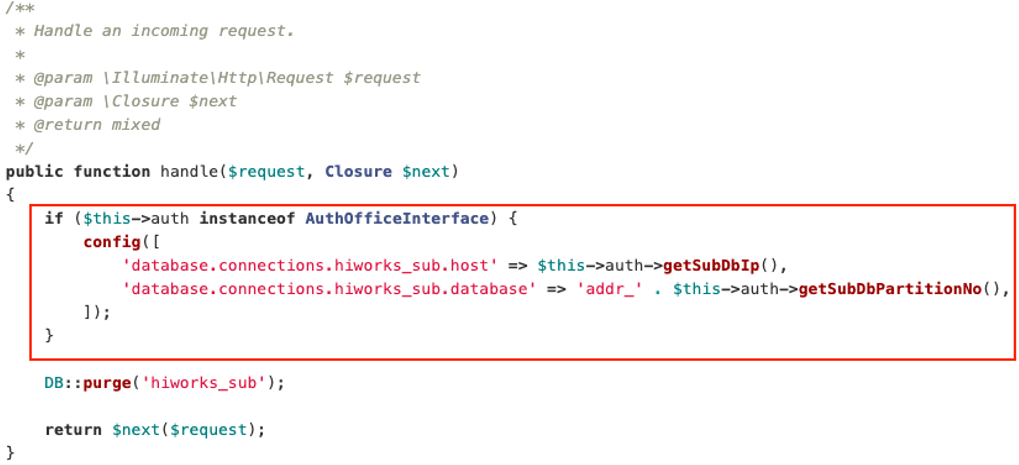 /**
 * Handle an incoming request.
 *
 * @param \Illuminate\Http\Request $request
 * @param \Closure $next
 * @return mixed
 */
public function handle($request, Closure $next)
{
    if ($this->auth instanceof AuthOfficeInterface) {
        config([
            'database.connections.hiworks_sub.host' => $this->auth->getSubDbIp(),
            'database.connections.hiworks_sub.database' => 'addr_' . $this->auth->getSubDbPartitionNo(),
        ]);
    }
    DB::purge('hiworks_sub');
    return $next($request);
}